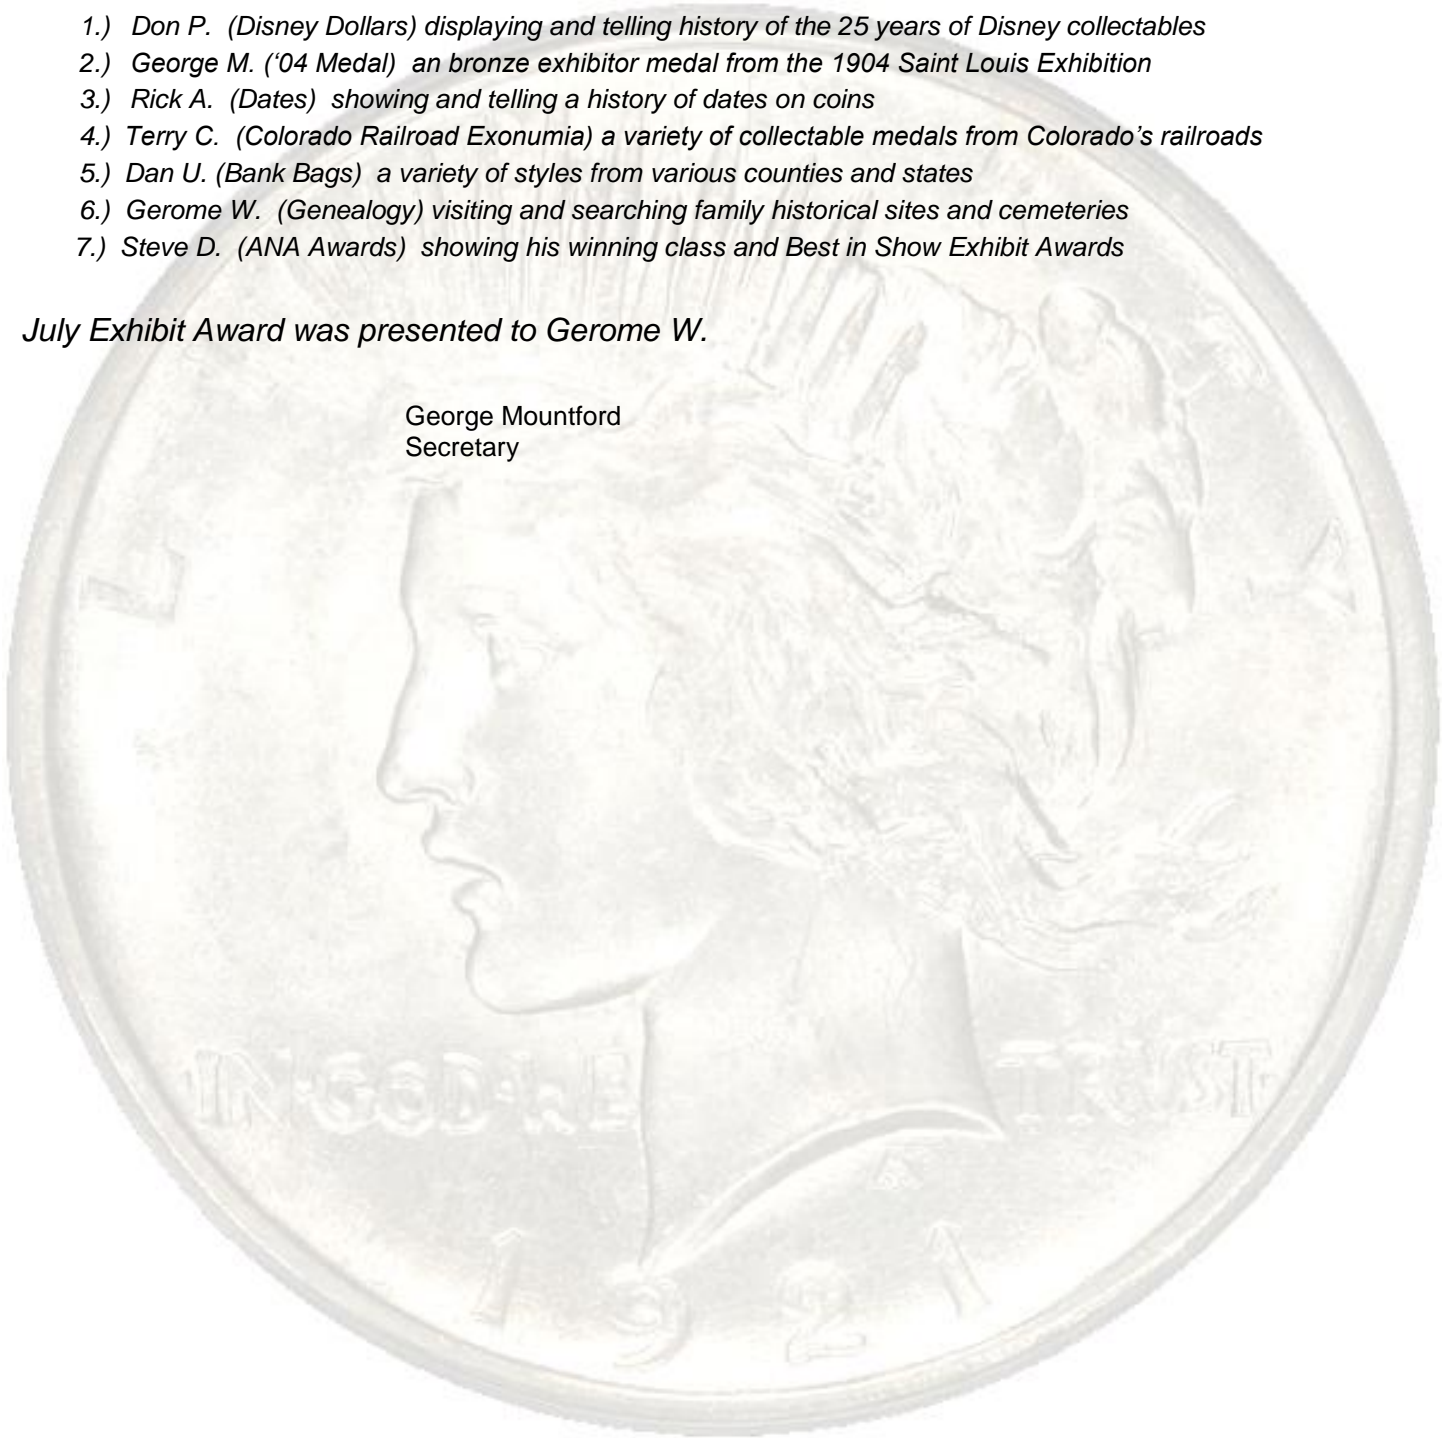 1.) Don P. (Disney Dollars) displaying and telling history of the 25 years of Disney collectables
2.) George M. (‘04 Medal) an bronze exhibitor medal from the 1904 Saint Louis Exhibition
3.) Rick A. (Dates) showing and telling a history of dates on coins
4.) Terry C. (Colorado Railroad Exonumia) a variety of collectable medals from Colorado’s railroads
5.) Dan U. (Bank Bags) a variety of styles from various counties and states
6.) Gerome W. (Genealogy) visiting and searching family historical sites and cemeteries
7.) Steve D. (ANA Awards) showing his winning class and Best in Show Exhibit Awards
July Exhibit Award was presented to Gerome W.
George Mountford
Secretary
L
IN·GOD·WE TRVST
1921